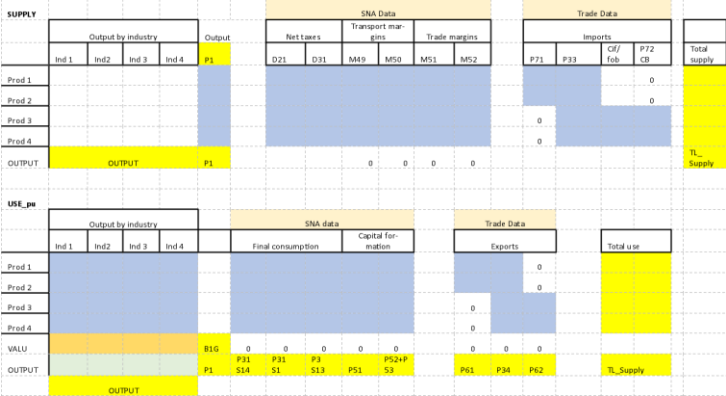 SUPPLY
SNA Data Trade Data
Output by industry Output Net taxes Transport mar-
gins Trade margins Imports
Ind 1 Ind2 Ind 3 Ind 4 P1 D21 D31 M49 M50 M51 M52 P71 P33 Cif/
fob P72
CB Total
supply
Prod 1 0
Prod 2 0
Prod 3 0
Prod 4 0
OUTPUT OUTPUT P1 0 0 0 0 TL_
Supply
USE_pu
Output by industry SNA data Trade Data
Ind 1 Ind2 Ind 3 Ind 4 Final consumption Capital for-
mation Exports Total use
Prod 1 0
Prod 2 0
Prod 3 0
Prod 4 0
VALU B1G 0 0 0 0 0 0 0 0
OUTPUT P1 P31
S14 P31
S1 P3
S13 P51 P52+P
53 P61 P34 P62 TL_Supply
OUTPUT